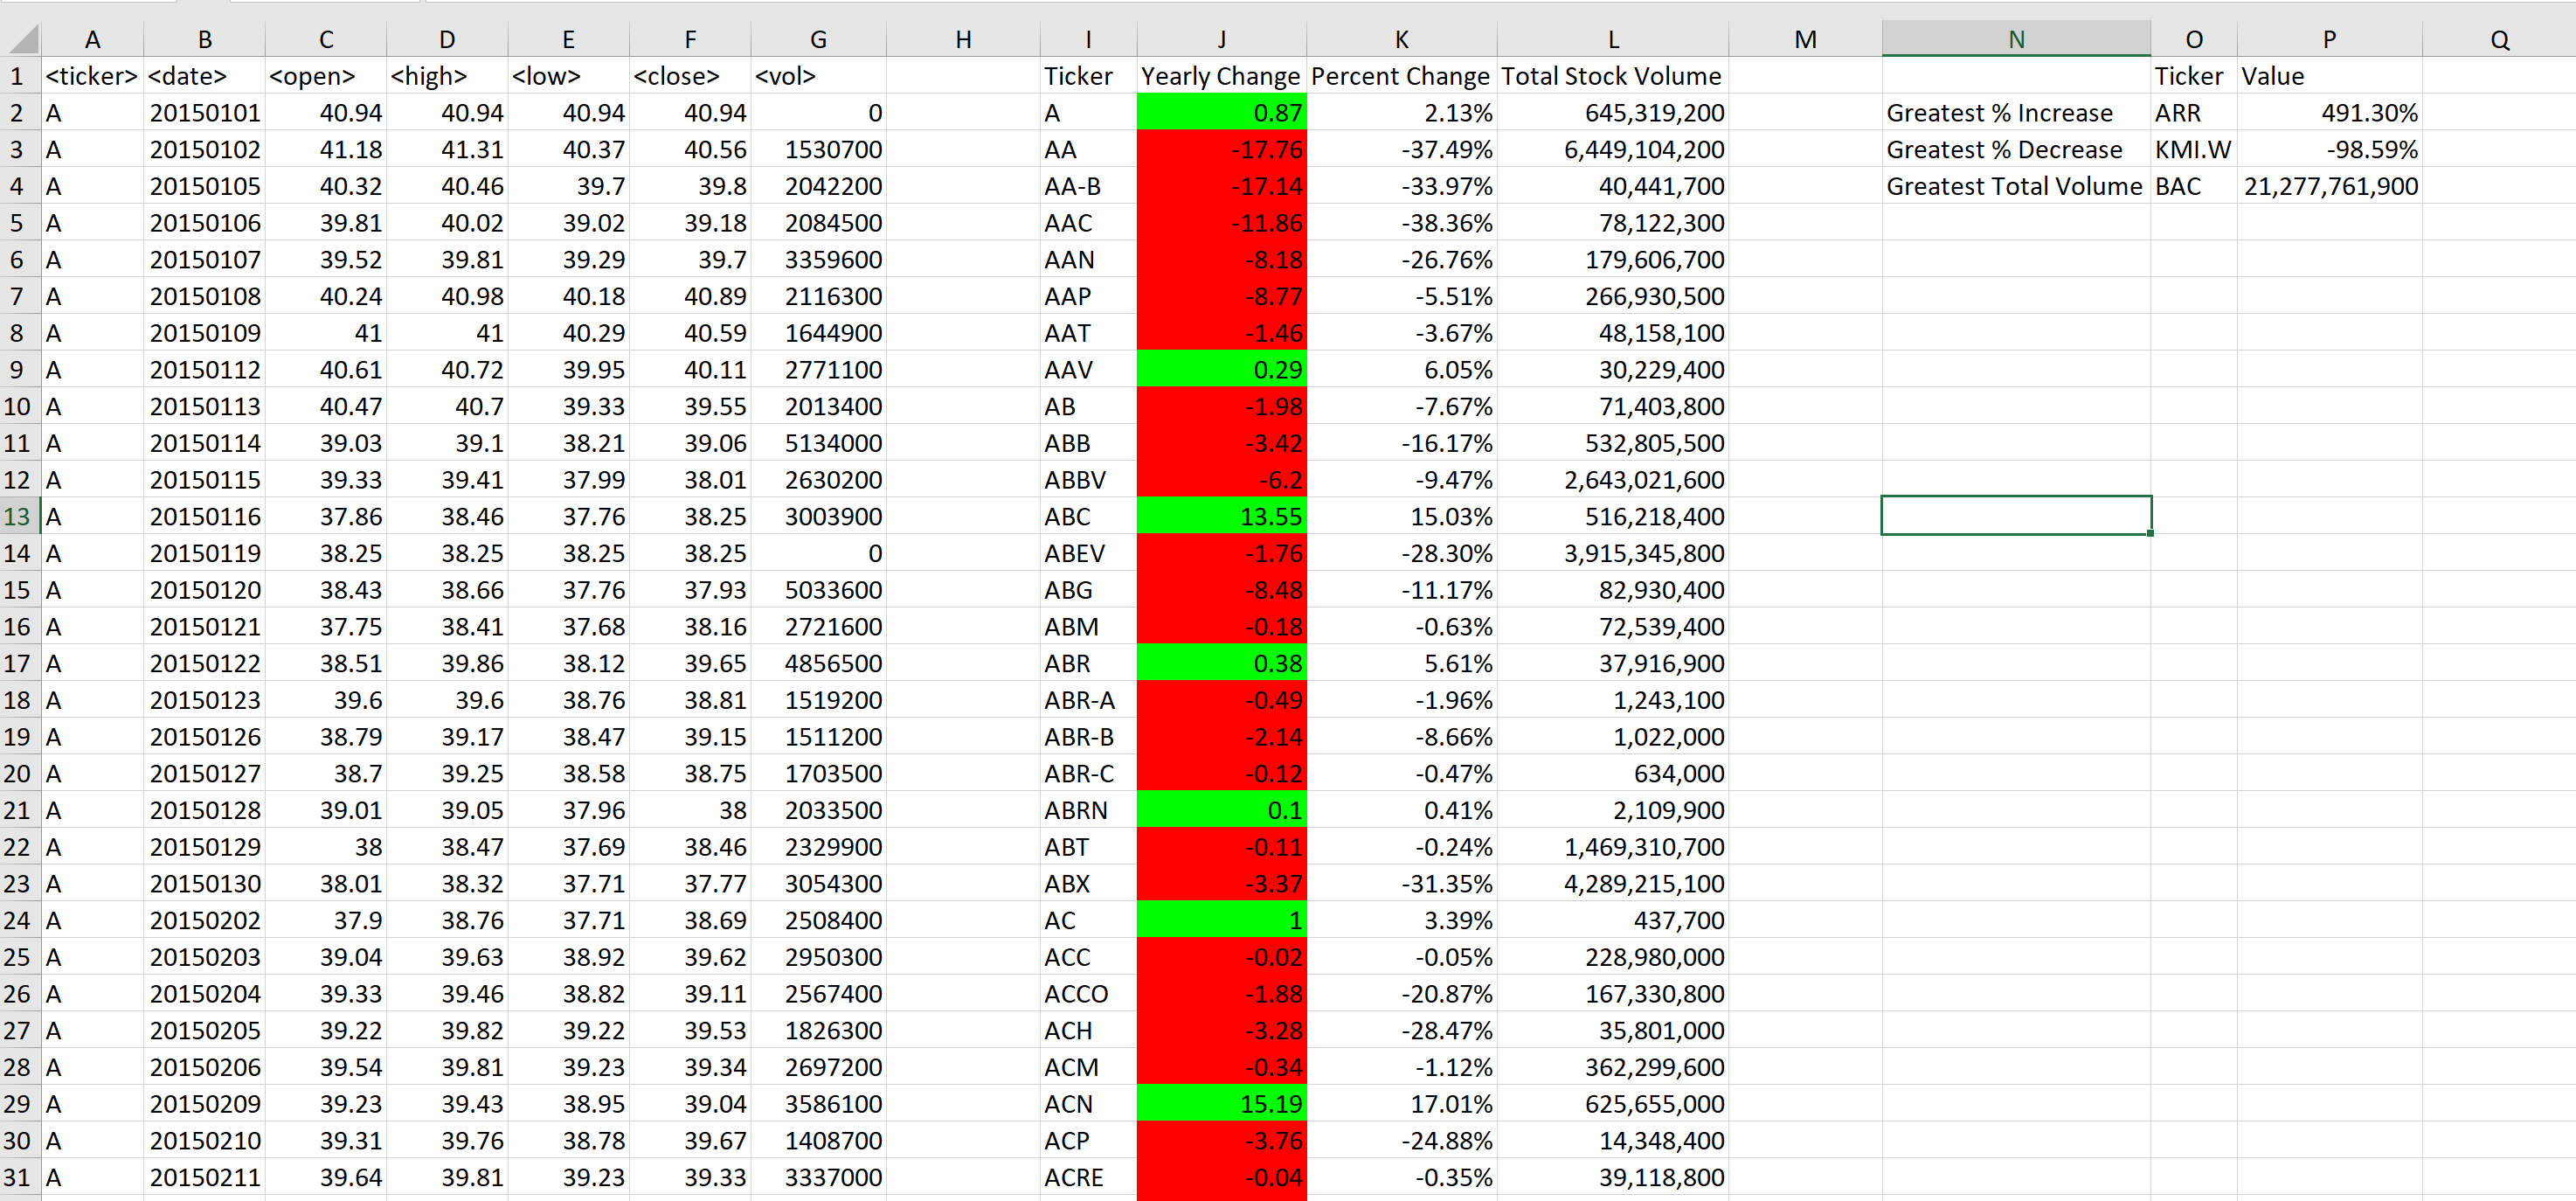 A B C D E F G H I J K L M N O P Q
1 <ticker> <date> <open> <high> <low> <close> <vol> Ticker Yearly Change Percent Change Total Stock Volume Ticker Value
2 A 20150101 40.94 40.94 40.94 40.94 0 A 0.87 2.13% 645,319,200 Greatest % Increase ARR 491.30%
3 A 20150102 41.18 41.31 40.37 40.56 1530700 AA -17.76 -37.49% 6,449,104,200 Greatest % Decrease KMI.W -98.59%
4 A 20150105 40.32 40.46 39.7 39.8 2042200 AA-B -17.14 -33.97% 40,441,700 Greatest Total Volume BAC 21,277,761,900
5 A 20150106 39.81 40.02 39.02 39.18 2084500 AAC -11.86 -38.36% 78,122,300
6 A 20150107 39.52 39.81 39.29 39.7 3359600 AAN -8.18 -26.76% 179,606,700
7 A 20150108 40.24 40.98 40.18 40.89 2116300 AAP -8.77 -5.51% 266,930,500
8 A 20150109 41 41 40.29 40.59 1644900 AAT -1.46 -3.67% 48,158,100
9 A 20150112 40.61 40.72 39.95 40.11 2771100 AAV 0.29 6.05% 30,229,400
10 A 20150113 40.47 40.7 39.33 39.55 2013400 AB -1.98 -7.67% 71,403,800
11 A 20150114 39.03 39.1 38.21 39.06 5134000 ABB -3.42 -16.17% 532,805,500
12 A 20150115 39.33 39.41 37.99 38.01 2630200 ABBV -6.2 -9.47% 2,643,021,600
13 A 20150116 37.86 38.46 37.76 38.25 3003900 ABC 13.55 15.03% 516,218,400
14 A 20150119 38.25 38.25 38.25 38.25 0 ABEV -1.76 -28.30% 3,915,345,800
15 A 20150120 38.43 38.66 37.76 37.93 5033600 ABG -8.48 -11.17% 82,930,400
16 A 20150121 37.75 38.41 37.68 38.16 2721600 ABM -0.18 -0.63% 72,539,400
17 A 20150122 38.51 39.86 38.12 39.65 4856500 ABR 0.38 5.61% 37,916,900
18 A 20150123 39.6 39.6 38.76 38.81 1519200 ABR-A -0.49 -1.96% 1,243,100
19 A 20150126 38.79 39.17 38.47 39.15 1511200 ABR-B -2.14 -8.66% 1,022,000
20 A 20150127 38.7 39.25 38.58 38.75 1703500 ABR-C -0.12 -0.47% 634,000
21 A 20150128 39.01 39.05 37.96 38 2033500 ABRN 0.1 0.41% 2,109,900
22 A 20150129 38 38.47 37.69 38.46 2329900 ABT -0.11 -0.24% 1,469,310,700
23 A 20150130 38.01 38.32 37.71 37.77 3054300 ABX -3.37 -31.35% 4,289,215,100
24 A 20150202 37.9 38.76 37.71 38.69 2508400 AC 1 3.39% 437,700
25 A 20150203 39.04 39.63 38.92 39.62 2950300 ACC -0.02 -0.05% 228,980,000
26 A 20150204 39.33 39.46 38.82 39.11 2567400 ACCO -1.88 -20.87% 167,330,800
27 A 20150205 39.22 39.82 39.22 39.53 1826300 ACH -3.28 -28.47% 35,801,000
28 A 20150206 39.54 39.81 39.23 39.34 2697200 ACM -0.34 -1.12% 362,299,600
29 A 20150209 39.23 39.43 38.95 39.04 3586100 ACN 15.19 17.01% 625,655,000
30 A 20150210 39.31 39.76 38.78 39.67 1408700 ACP -3.76 -24.88% 14,348,400
31 A 20150211 39.64 39.81 39.23 39.33 3337000 ACRE -0.04 -0.35% 39,118,800